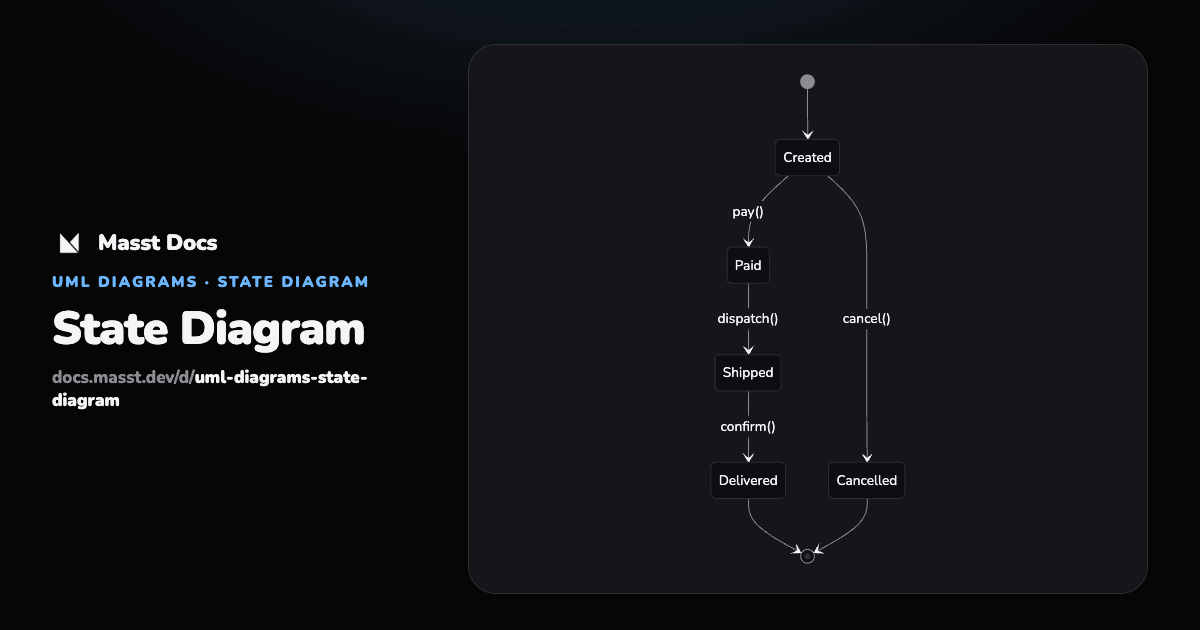 Masst Docs
UML DIAGRAMS · STATE DIAGRAM
State Diagram
docs.masst.dev/d/uml-diagrams-state-
diagram
Created
pay()
Paid
dispatch()
cancel()
Shipped
confirm()
Delivered
Cancelled